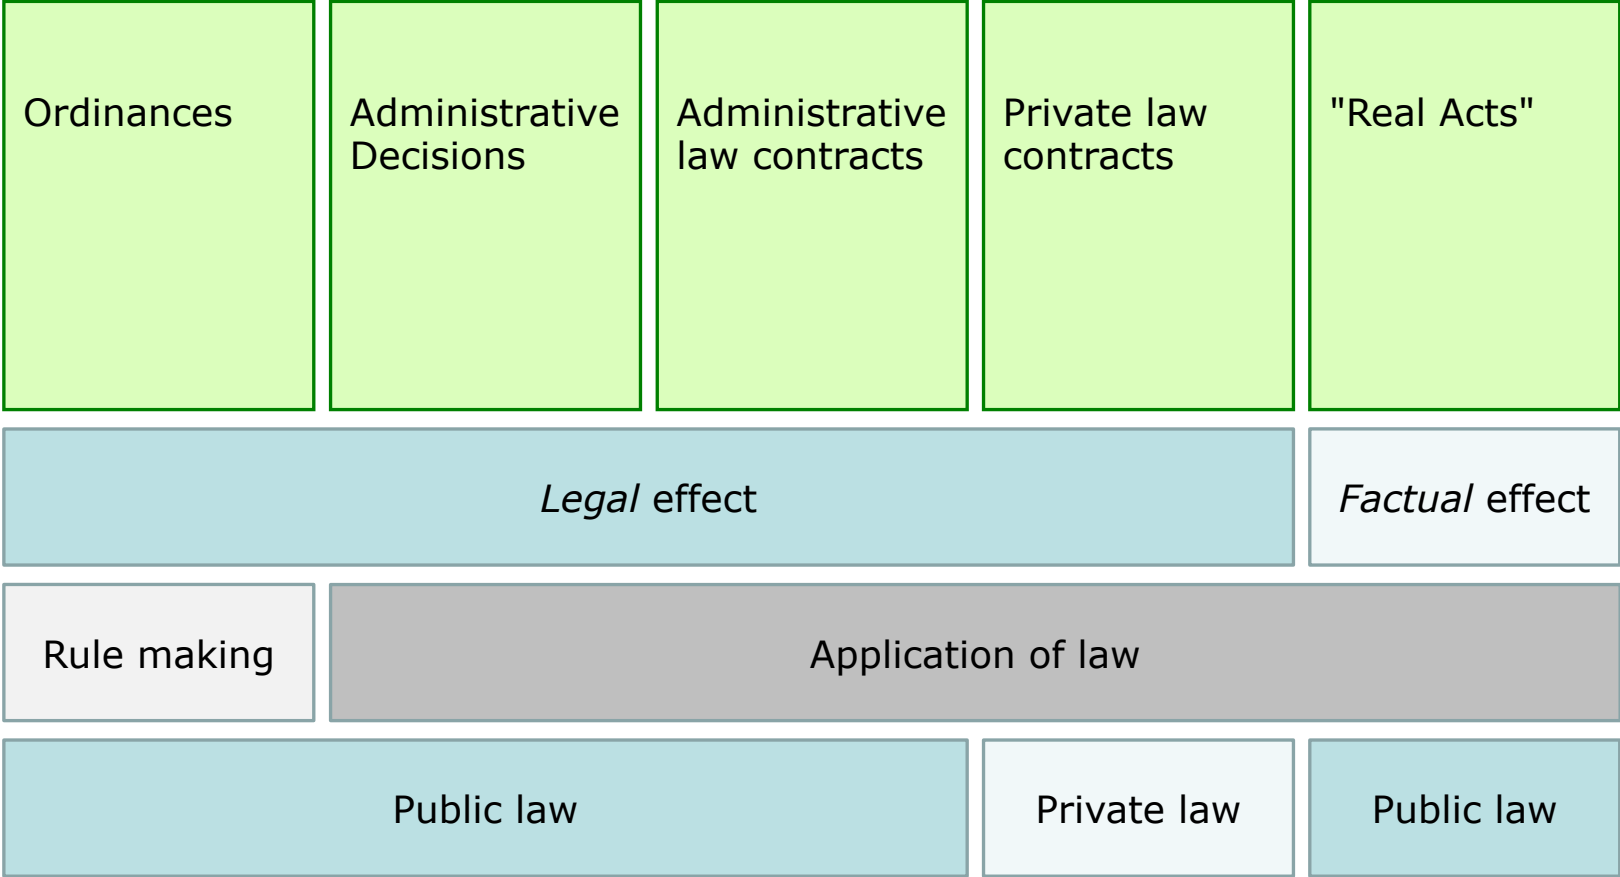 Ordinances
Administrative
Decisions
Administrative
law contracts
Private law
contracts
"Real Acts"
Legal effect
Factual effect
Rule making
Application of law
Public law
Private law
Public law